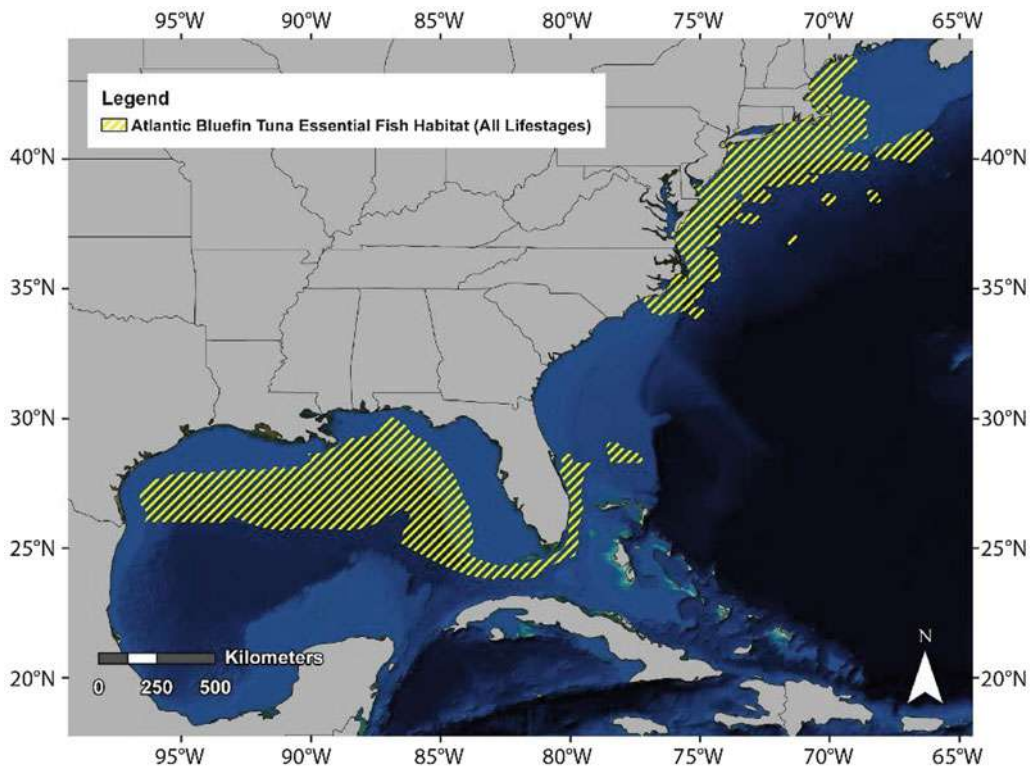 95°W 90°W 85°W 80°W 75°W 70°W 65°W
Legend
Atlantic Bluefin Tuna Essential Fish Habitat (All Lifestages)
40°N 40°N
35°N 35°N
30°N 30°N
25°N 25°N
Kilometers
0 250 500
N
20°N 20°N
95°W 90°W 85°W 80°W 75°W 70°W 65°W